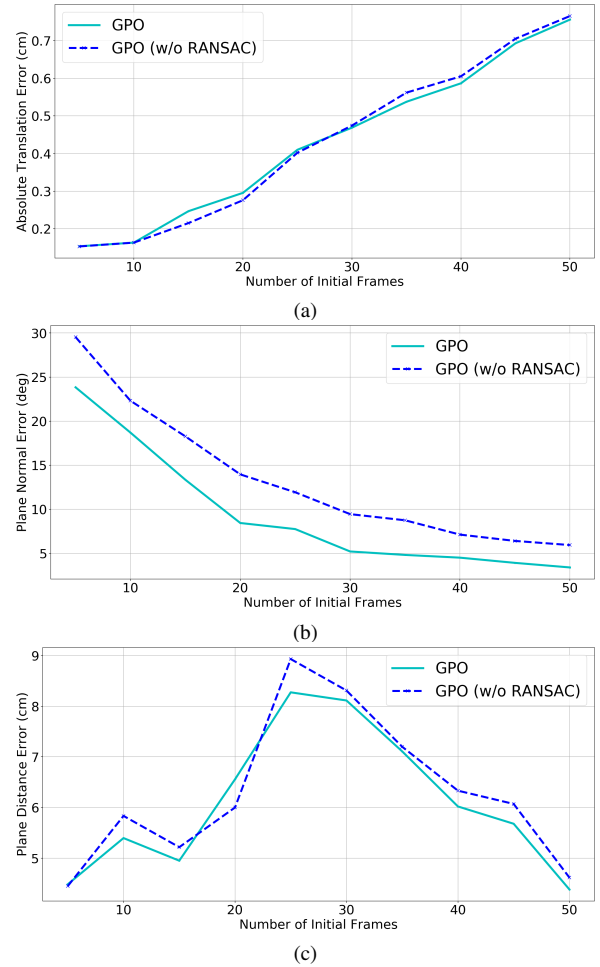 GPO
GPO (w/o RANSAC)
Absolute Translation Error (cm)
0.7
0.6
0.5
0.4
0.3
0.2
10 20 30 40 50
Number of Initial Frames
(a)
GPO
GPO (w/o RANSAC)
Plane Normal Error (deg)
30
25
20
15
10
5
10 20 30 40 50
Number of Initial Frames
(b)
GPO
GPO (w/o RANSAC)
Plane Distance Error (cm)
9
8
7
6
5
10 20 30 40 50
Number of Initial Frames
(c)